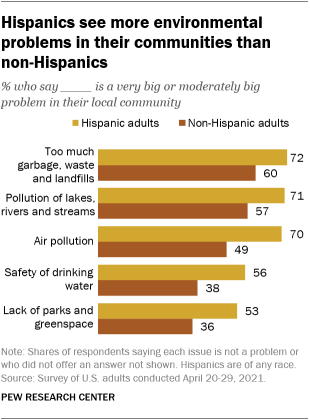 Hispanics see more environmental
problems in their communities than
non-Hispanics
% who say ____ is a very big or moderately big
problem in their local community
Hispanic adults Non-Hispanic adults
Too much
garbage, waste
and landfills
72
60
Pollution of lakes,
rivers and streams
71
57
Air pollution
70
49
Safety of drinking
water
56
38
Lack of parks and
greenspace
53
36
Note: Shares of respondents saying each issue is not a problem or
who did not offer an answer not shown. Hispanics are of any race.
Source: Survey of U.S. adults conducted April 20-29, 2021.
PEW RESEARCH CENTER